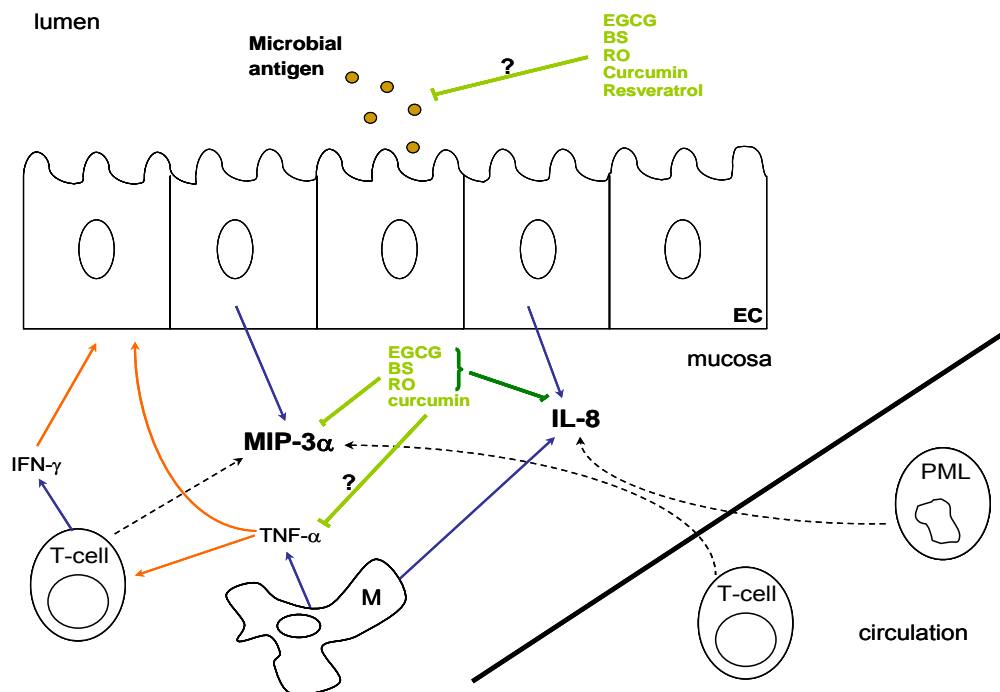 lumen
Microbial
antigen
?
EGCG
BS
RO
Curcumin
Resveratrol
EC
mucosa
EGCG
BS
RO
curcumin
IL-8
MIP-3α
IFN-γ
?
PML
TNF-α
T-cell
M
T-cell
circulation